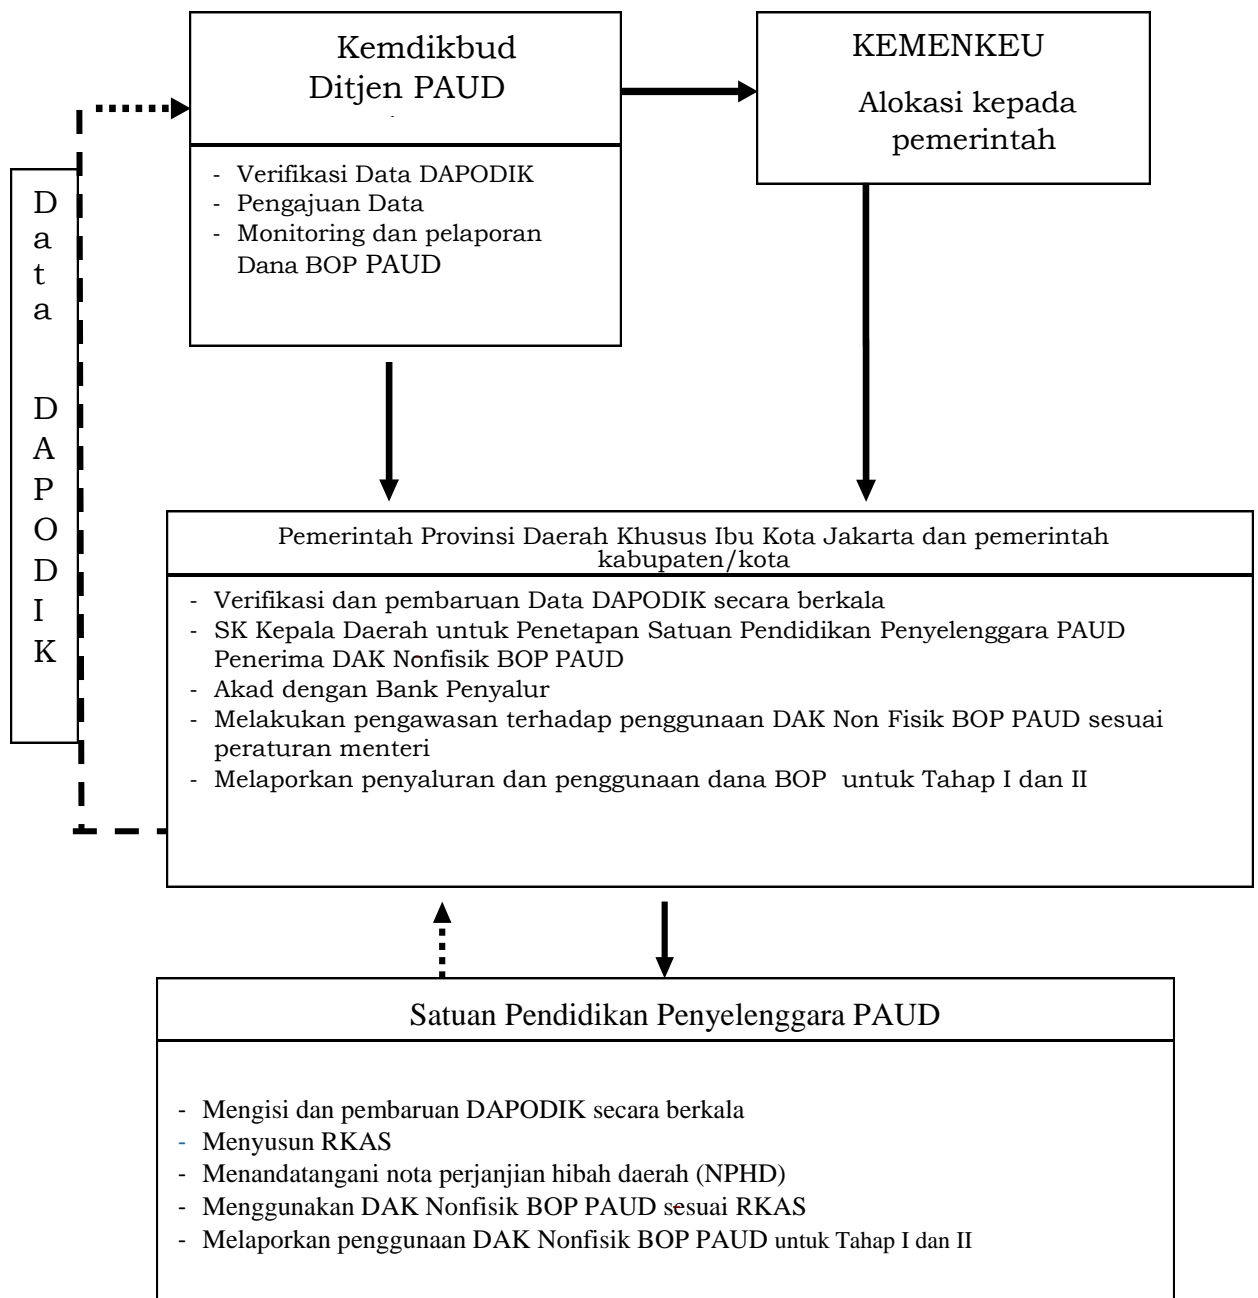 Kemdikbud
Ditjen PAUD
- Verifikasi Data DAPODIK
- Pengajuan Data
- Monitoring dan pelaporan
Dana BOP PAUD
KEMENKEU
Alokasi kepada
pemerintah
Data DAPODIK
Pemerintah Provinsi Daerah Khusus Ibu Kota Jakarta dan pemerintah
kabupaten/kota
- Verifikasi dan pembaruan Data DAPODIK secara berkala
- SK Kepala Daerah untuk Penetapan Satuan Pendidikan Penyelenggara PAUD
Penerima DAK Nonfisik BOP PAUD
- Akad dengan Bank Penyalur
- Melakukan pengawasan terhadap penggunaan DAK Non Fisik BOP PAUD sesuai
peraturan menteri
- Melaporkan penyaluran dan penggunaan dana BOP untuk Tahap I dan II
Satuan Pendidikan Penyelenggara PAUD
- Mengisi dan pembaruan DAPODIK secara berkala
- Menyusun RKAS
- Menandatangani nota perjanjian hibah daerah (NPHD)
- Menggunakan DAK Nonfisik BOP PAUD sesuai RKAS
- Melaporkan penggunaan DAK Nonfisik BOP PAUD untuk Tahap I dan II